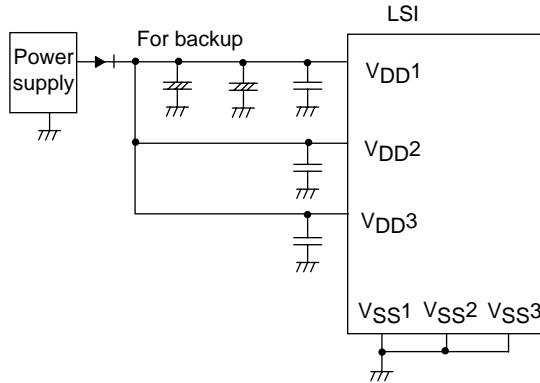 LSI
For backup
Power
supply
VDD1
VDD2
VDD3
VSS1 VSS2 VSS3